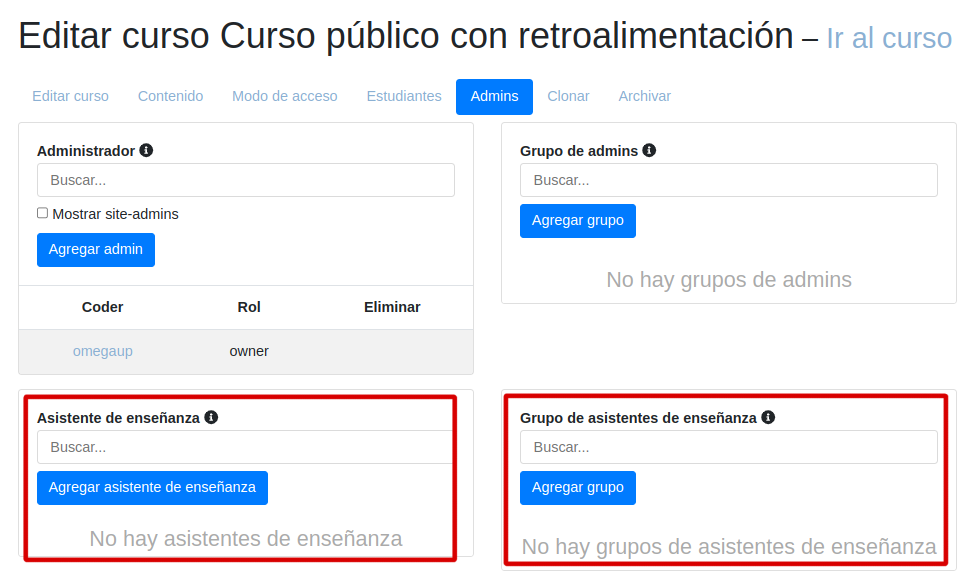 Editar curso Curso público con retroalimentación – Ir al curso
Editar curso Contenido Modo de acceso Estudiantes Admins Clonar Archivar
Administrador
Buscar...
Mostrar site-admins
Agregar admin
Coder Rol Eliminar
omegaup owner
Grupo de admins
Buscar...
Agregar grupo
No hay grupos de admins
Asistente de enseñanza
Buscar...
Agregar asistente de enseñanza
No hay asistentes de enseñanza
Grupo de asistentes de enseñanza
Buscar...
Agregar grupo
No hay grupos de asistentes de enseñanza